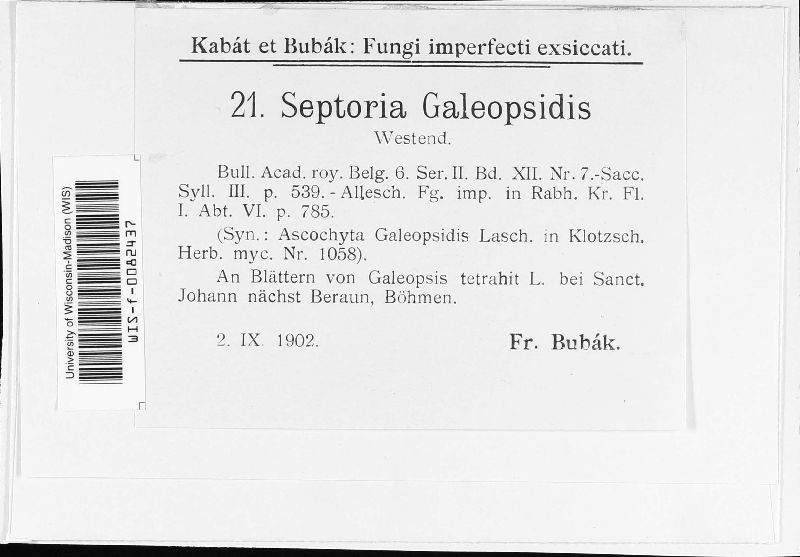 Kabát et Bubák: Fungi imperfecti exsiccati.
21. Septoria Galeopsidis
Westend.
Bull. Acad. roy. Belg. 6. Ser. II. Bd. XII. Nr. 7.-Sacc.
Syll. III. p. 539. - Allesch. Fg. imp. in Rabh. Kr. Fl.
I. Abt. VI. p. 785.
(Syn.: Ascochyta Galeopsidis Lasch. in Klotzsch.
Herb. myc. Nr. 1058).
An Blättern von Galeopsis tetrahit L. bei Sanct.
Johann nächst Beraun, Böhmen.
2. IX. 1902. Fr. Bubák.
University of Wisconsin-Madison (WIS)
WIS-f-0082437